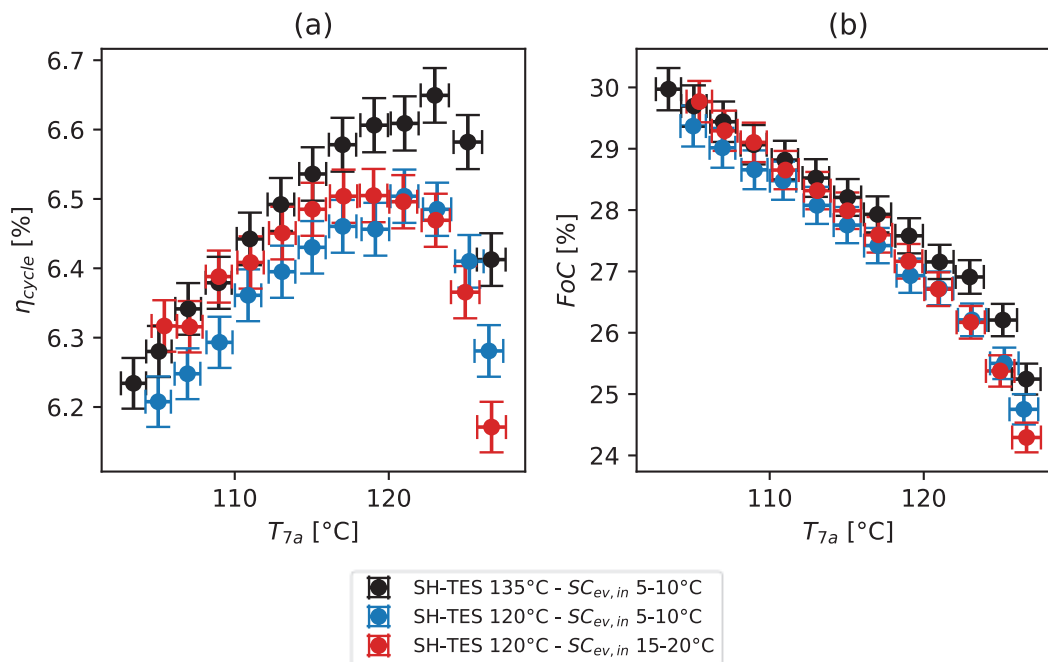 (a)
(b)
η_cycle [%]
6.7
6.6
6.5
6.4
6.3
6.2
110
120
T_7a [°C]
FoC [%]
30
29
28
27
26
25
24
110
120
T_7a [°C]
SH-TES 135°C - SC_ev,in 5-10°C
SH-TES 120°C - SC_ev,in 5-10°C
SH-TES 120°C - SC_ev,in 15-20°C